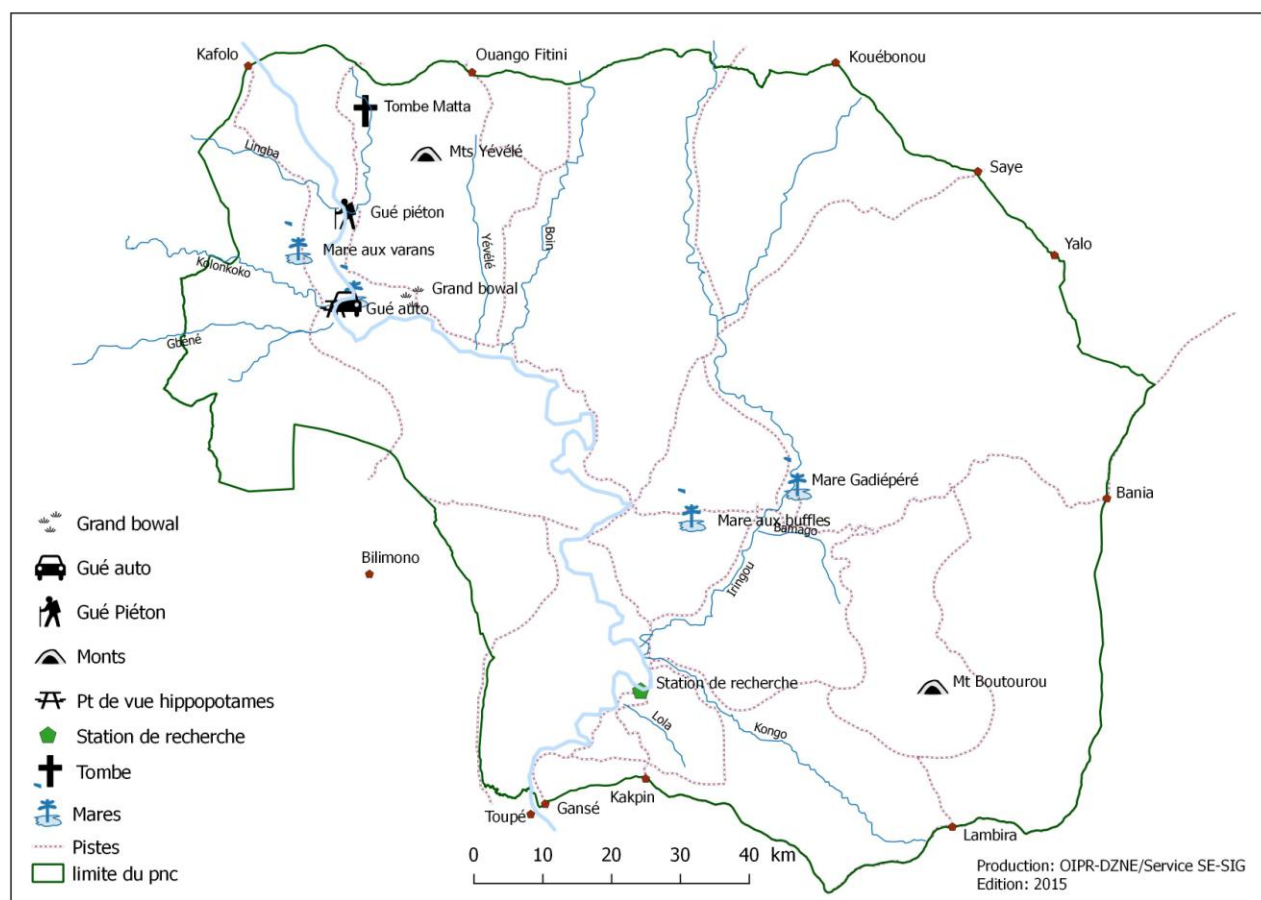 Kafolo
Ouango Fitini
Kouébonou
Tombe Matta
Lingba
Mts Yévélé
Saye
Gué piéton
Mare aux varans
Yévélé
Boin
Yalo
Kolonkoko
Grand bowal
Gué auto
Gbéné
Mare Gadiépéré
Bania
Mare aux buffles
Bamago
Iringou
Bilimono
Station de recherche
Mt Boutourou
Lola
Kongo
Kakpin
Gansé
Toupé
Lambira
Grand bowal
Gué auto
Gué Piéton
Monts
Pt de vue hippopotames
Station de recherche
Tombe
Mares
Pistes
limite du pnc
0 10 20 30 40 km
Production: OIPR-DZNE/Service SE-SIG
Edition: 2015